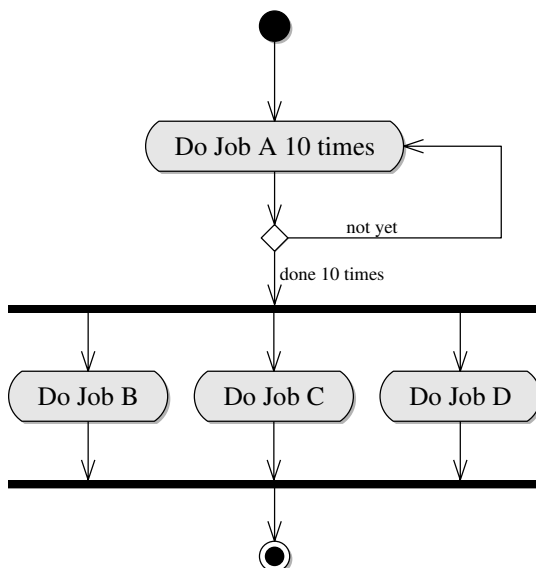 Do Job A 10 times
not yet
done 10 times
Do Job B
Do Job C
Do Job D